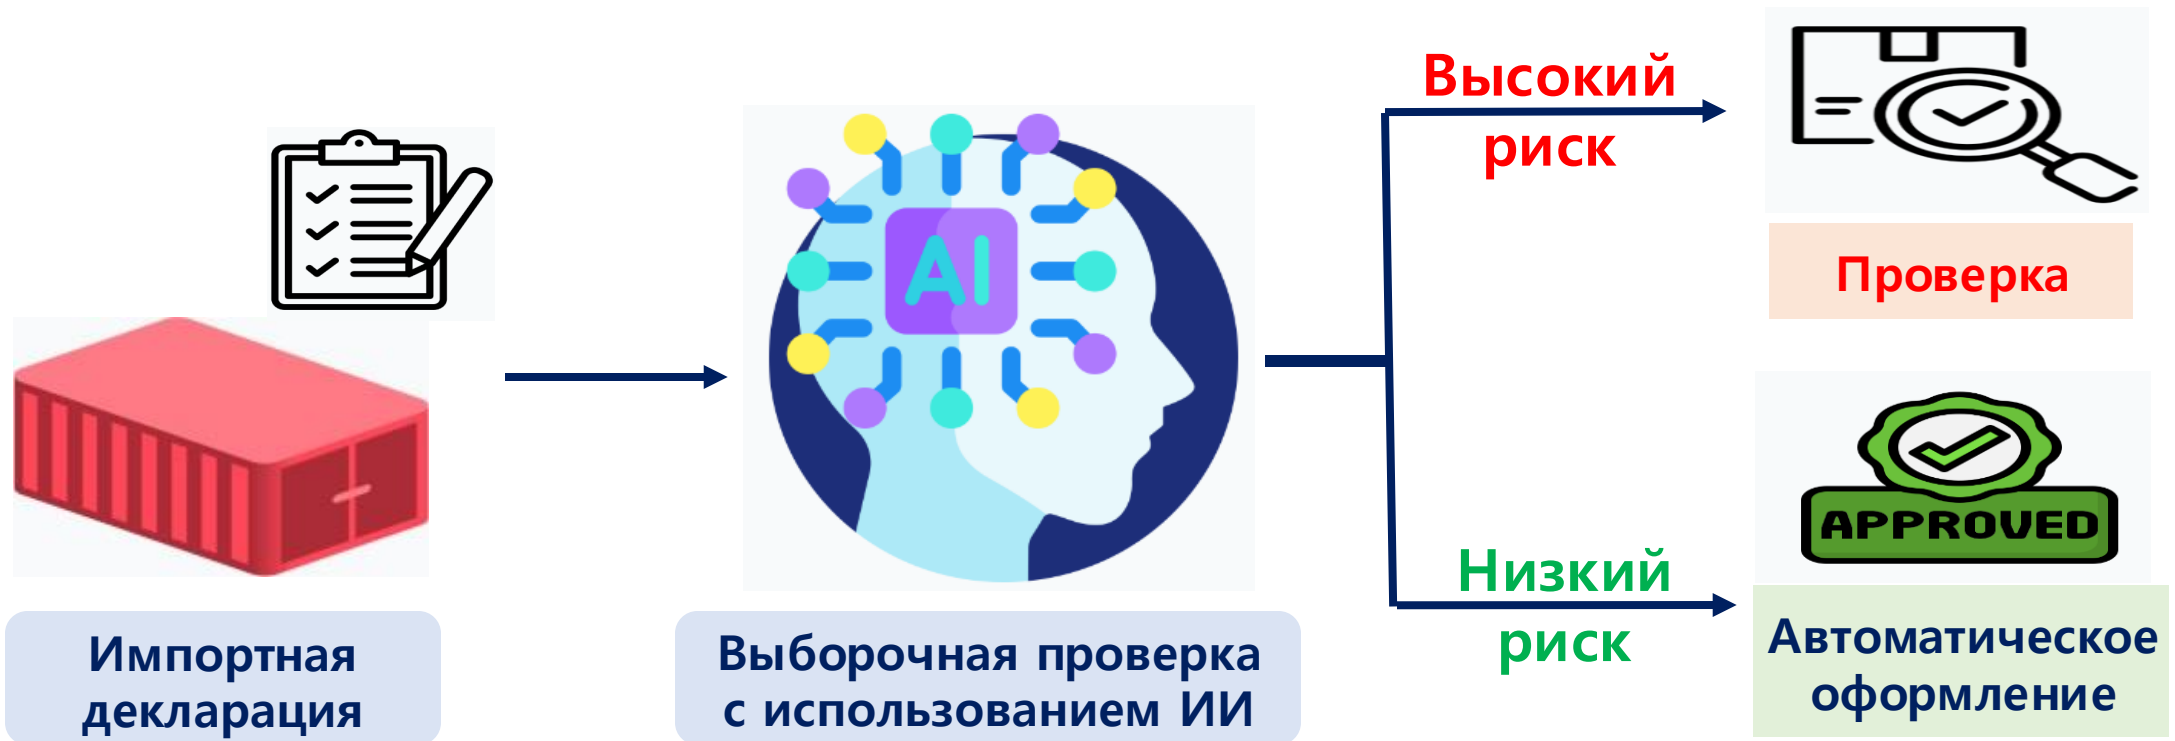 Импортная
декларация
AI
Выборочная проверка
с использованием ИИ
Высокий
риск
Проверка
Низкий
риск
APPROVED
Автоматическое
оформление